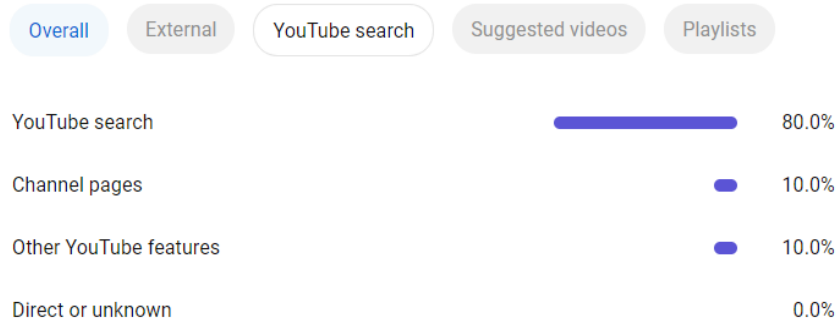 Overall External YouTube search Suggested videos Playlists
YouTube search 80.0%
Channel pages 10.0%
Other YouTube features 10.0%
Direct or unknown 0.0%